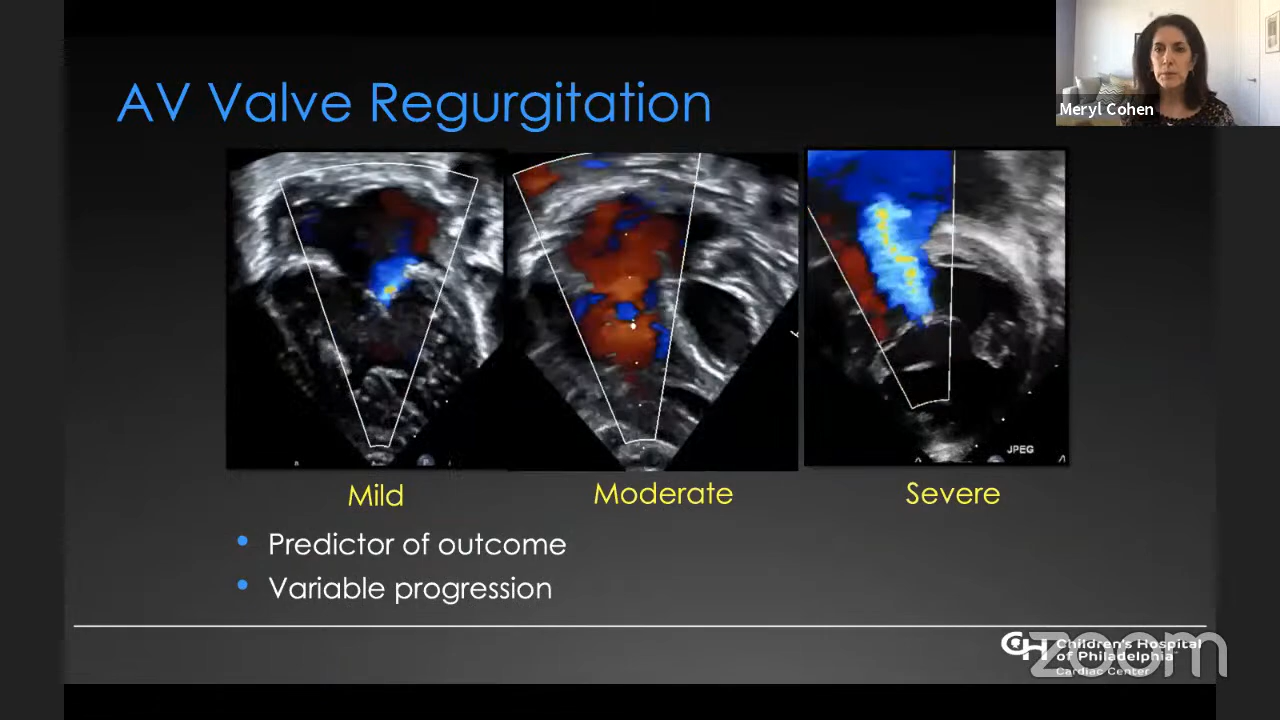 AV Valve Regurgitation
Meryl Cohen
JPEG
Mild
Moderate
Severe
• Predictor of outcome
• Variable progression
CH Children's Hospital
of Philadelphia
Cardiac Center
zoom